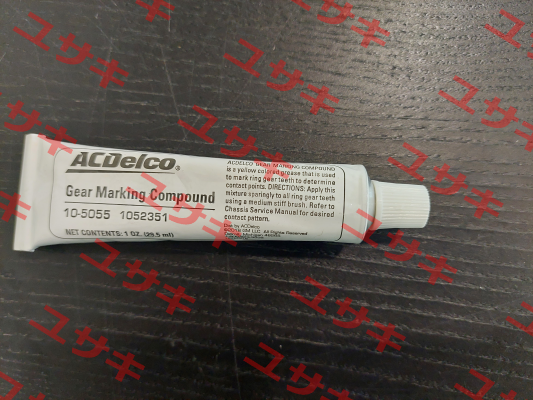 ACDelco®
Gear Marking Compound
10-5055 1052351
NET CONTENTS: 1 OZ. (29.5 ml)
ACDELCO GEAR MARKING COMPOUND
is a yellow colored grease that is used
to mark ring gear teeth to determine
contact points. DIRECTIONS: Apply this
mixture sparingly to all ring gear teeth
using a medium stiff brush. Refer to
Chassis Service Manual for desired
contact pattern.
ユサキ
ユサキ
ユサキ
ユサキ
ユサキ
ユサキ
ユサキ
ユサキ
ユサキ
ユサキ
ユサキ
ユサキ